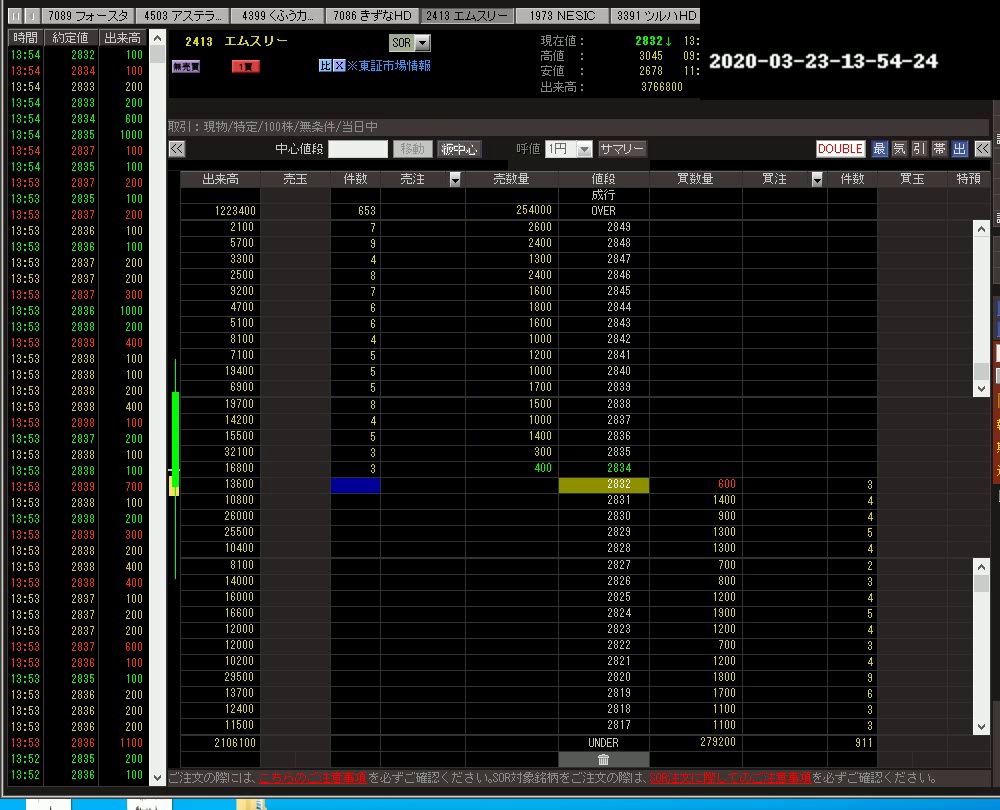 7089 フォースタ 4503 アステラ... 4399 くふう力... 7086 きずなHD 2413 エムスリー 1973 NESIC 3391 ツルハHD
2413 エムスリー SOR 現在値： 2832↓ 13:
高値： 3045 09:
無売買 1買 比 X ※東証市場情報 安値： 2678 11:
出来高： 3766800
2020-03-23-13-54-24
取引：現物/特定/100株/無条件/当日中
中心値段 移動 板中心 呼値 1円 サマリー DOUBLE 最 気 引 帯 出
時間 約定値 出来高
13:54 2832 100
13:54 2834 100
13:54 2833 200
13:54 2833 200
13:54 2834 600
13:54 2835 1000
13:54 2837 100
13:54 2835 100
13:53 2837 200
13:53 2835 100
13:53 2837 200
13:53 2836 100
13:53 2836 100
13:53 2837 200
13:53 2837 200
13:53 2837 300
13:53 2836 1000
13:53 2838 200
13:53 2839 400
13:53 2838 100
13:53 2838 100
13:53 2838 200
13:53 2838 400
13:53 2838 100
13:53 2837 200
13:53 2838 100
13:53 2838 100
13:53 2839 700
13:53 2838 100
13:53 2838 200
13:53 2839 300
13:53 2838 200
13:53 2838 400
13:53 2838 400
13:53 2837 100
13:53 2837 200
13:53 2837 200
13:53 2837 600
13:53 2836 100
13:53 2835 100
13:53 2836 200
13:53 2836 200
13:53 2836 200
13:53 2836 1100
13:52 2835 200
13:52 2836 100
出来高 売玉 件数 売注 売数量 値段 買数量 買注 件数 買玉 特預
成行
1223400 653 254000 OVER
2100 7 2600 2849
5700 9 2400 2848
3300 4 1300 2847
2500 8 2400 2846
9200 7 1600 2845
4700 6 1800 2844
5100 6 1600 2843
8100 4 1000 2842
7100 5 1200 2841
19400 5 1000 2840
6900 5 1700 2839
19700 8 1500 2838
14200 4 1000 2837
15500 5 1400 2836
32100 3 300 2835
16800 3 400 2834
13600 2832 600 3
10800 2831 1400 4
26000 2830 900 4
25500 2829 1300 5
10400 2828 1300 4
8100 2827 700 2
14000 2826 800 3
16000 2825 1200 4
16600 2824 1900 5
12000 2823 1200 4
12000 2822 700 3
10200 2821 1200 4
29500 2820 1800 9
13700 2819 1700 6
12400 2818 1100 3
11500 2817 1100 3
2106100 UNDER 279200 911
ご注文の際には、こちらのご注意事項を必ずご確認ください。SOR対象銘柄をご注文の際は、SOR注文に際してのご注意事項を必ずご確認ください。